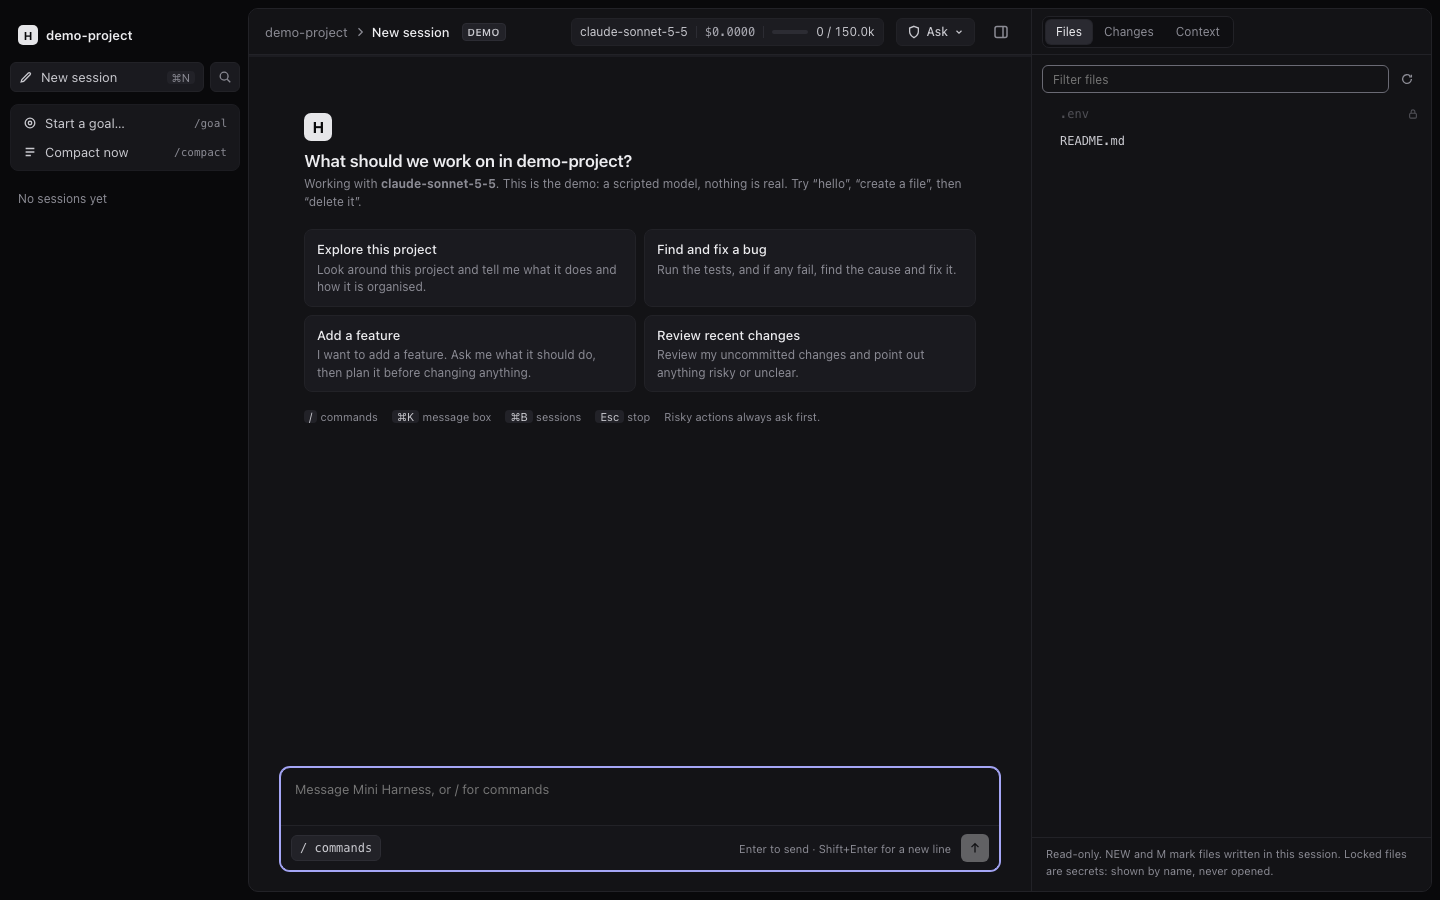 H demo-project
New session ⌘N
Start a goal... /goal
Compact now /compact
No sessions yet
demo-project > New session DEMO
claude-sonnet-5-5 $0.0000 0 / 150.0k
Ask
H
What should we work on in demo-project?
Working with claude-sonnet-5-5. This is the demo: a scripted model, nothing is real. Try “hello”, “create a file”, then
“delete it”.
Explore this project
Look around this project and tell me what it does and
how it is organised.
Find and fix a bug
Run the tests, and if any fail, find the cause and fix it.
Add a feature
I want to add a feature. Ask me what it should do,
then plan it before changing anything.
Review recent changes
Review my uncommitted changes and point out
anything risky or unclear.
/ commands ⌘K message box ⌘B sessions Esc stop Risky actions always ask first.
Message Mini Harness, or / for commands
/ commands
Enter to send · Shift+Enter for a new line
Files Changes Context
Filter files
.env
README.md
Read-only. NEW and M mark files written in this session. Locked files
are secrets: shown by name, never opened.